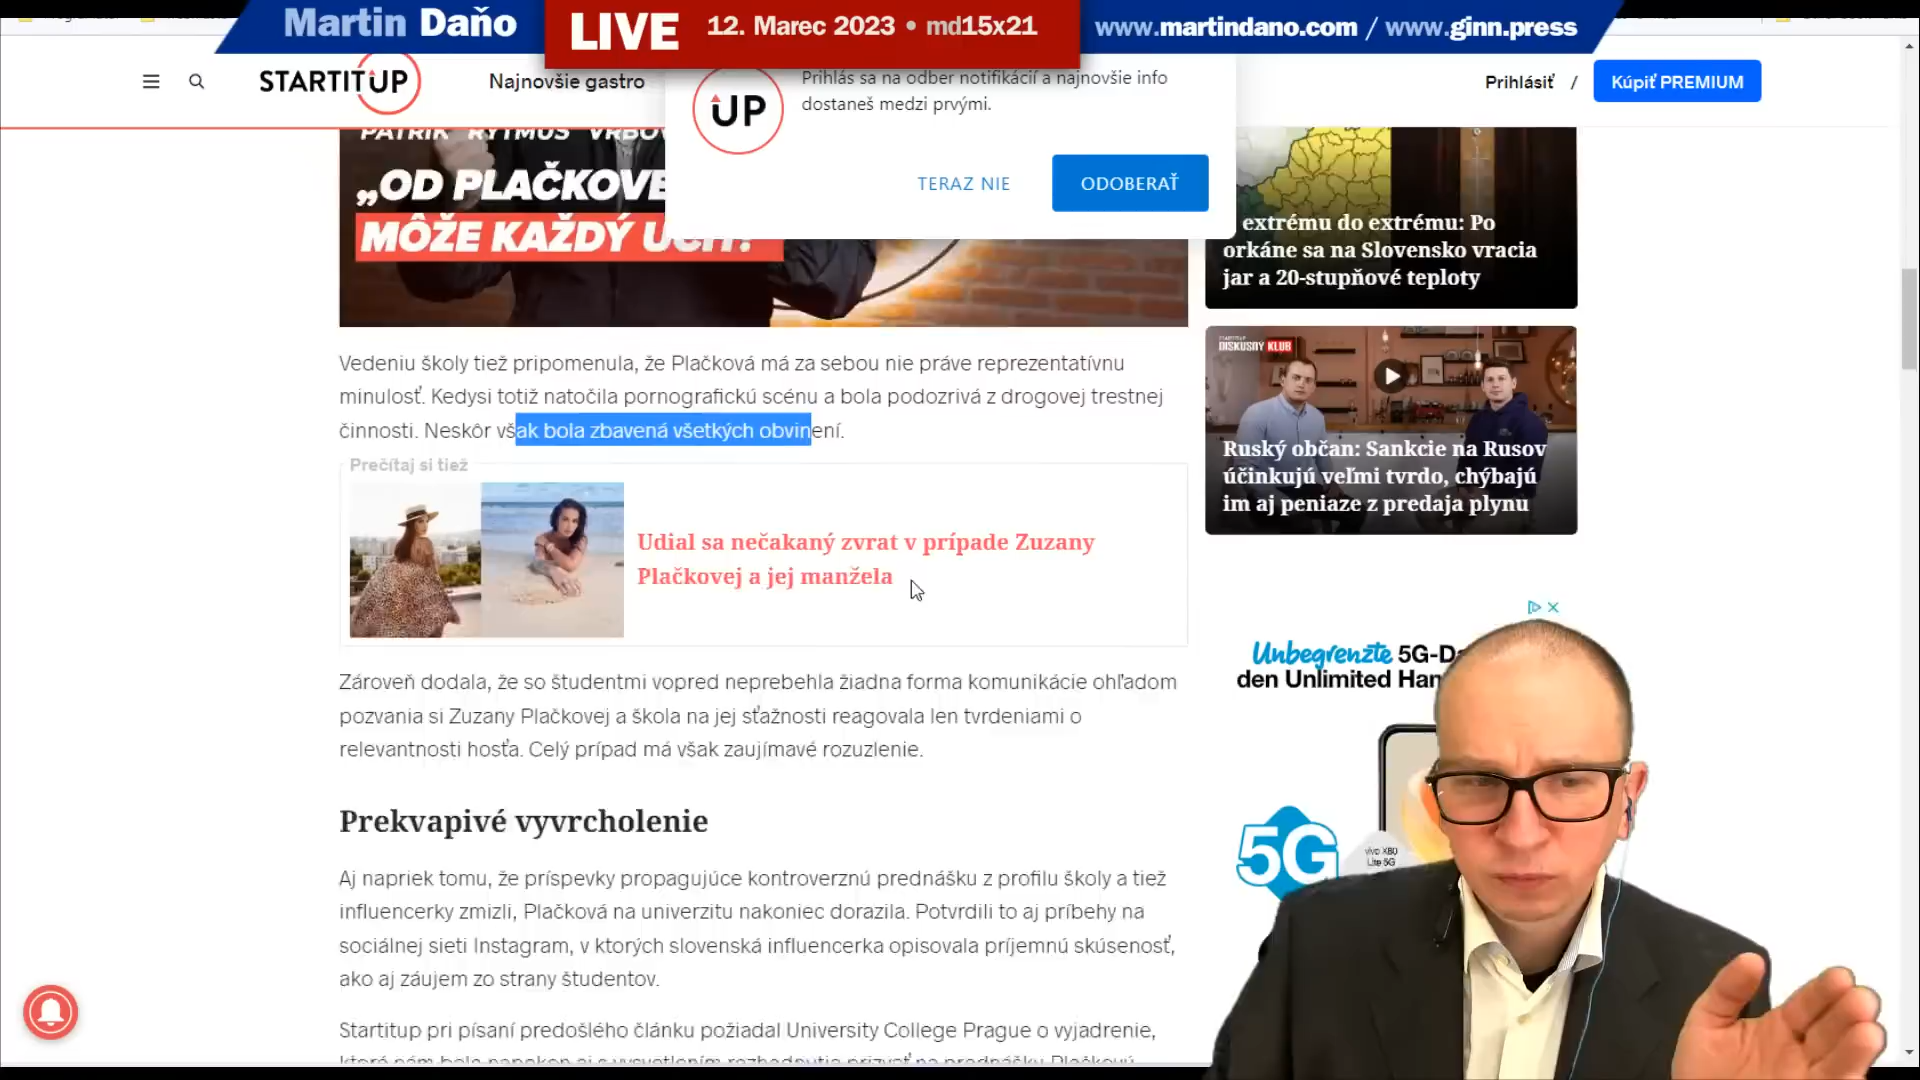 Martin Daňo
LIVE
12. Marec 2023 • md15x21
www.martindano.com / www.ginn.press
STARTITUP
Najnovšie gastro
Prihlásiť /
Kúpiť PREMIUM
UP
Prihlás sa na odber notifikácií a najnovšie info
dostaneš medzi prvými.
TERAZ NIE
ODOBERAŤ
PATRIK RYTMUS
„OD PLAČKOVE
MÔŽE KAŽDÝ UČIŤ!
extrému do extrému: Po
orkáne sa na Slovensko vracia
jar a 20-stupňové teploty
STARTITUP
DISKUSNÝ KLUB
Ruský občan: Sankcie na Rusov
účinkujú veľmi tvrdo, chýbajú
im aj peniaze z predaja plynu
Vedeniu školy tiež pripomenula, že Plačková má za sebou nie práve reprezentatívnu
minulosť. Kedysi totiž natočila pornografickú scénu a bola podozrivá z drogovej trestnej
činnosti. Neskôr však bola zbavená všetkých obvinení.
Prečítaj si tiež
Udial sa nečakaný zvrat v prípade Zuzany
Plačkovej a jej manžela
Zároveň dodala, že so študentmi vopred neprebehla žiadna forma komunikácie ohľadom
pozvania si Zuzany Plačkovej a škola na jej sťažnosti reagovala len tvrdeniami o
relevantnosti hosťa. Celý prípad má však zaujímavé rozuzlenie.
Prekvapivé vyvrcholenie
Aj napriek tomu, že príspevky propagujúce kontroverznú prednášku z profilu školy a tiež
influencerky zmizli, Plačková na univerzitu nakoniec dorazila. Potvrdili to aj príbehy na
sociálnej sieti Instagram, v ktorých slovenská influencerka opisovala príjemnú skúsenosť,
ako aj záujem zo strany študentov.
Startitup pri písaní predošlého článku požiadal University College Prague o vyjadrenie,
Unbegrenzte 5G-Da
den Unlimited Han
5G
vivo X80
Lite 5G